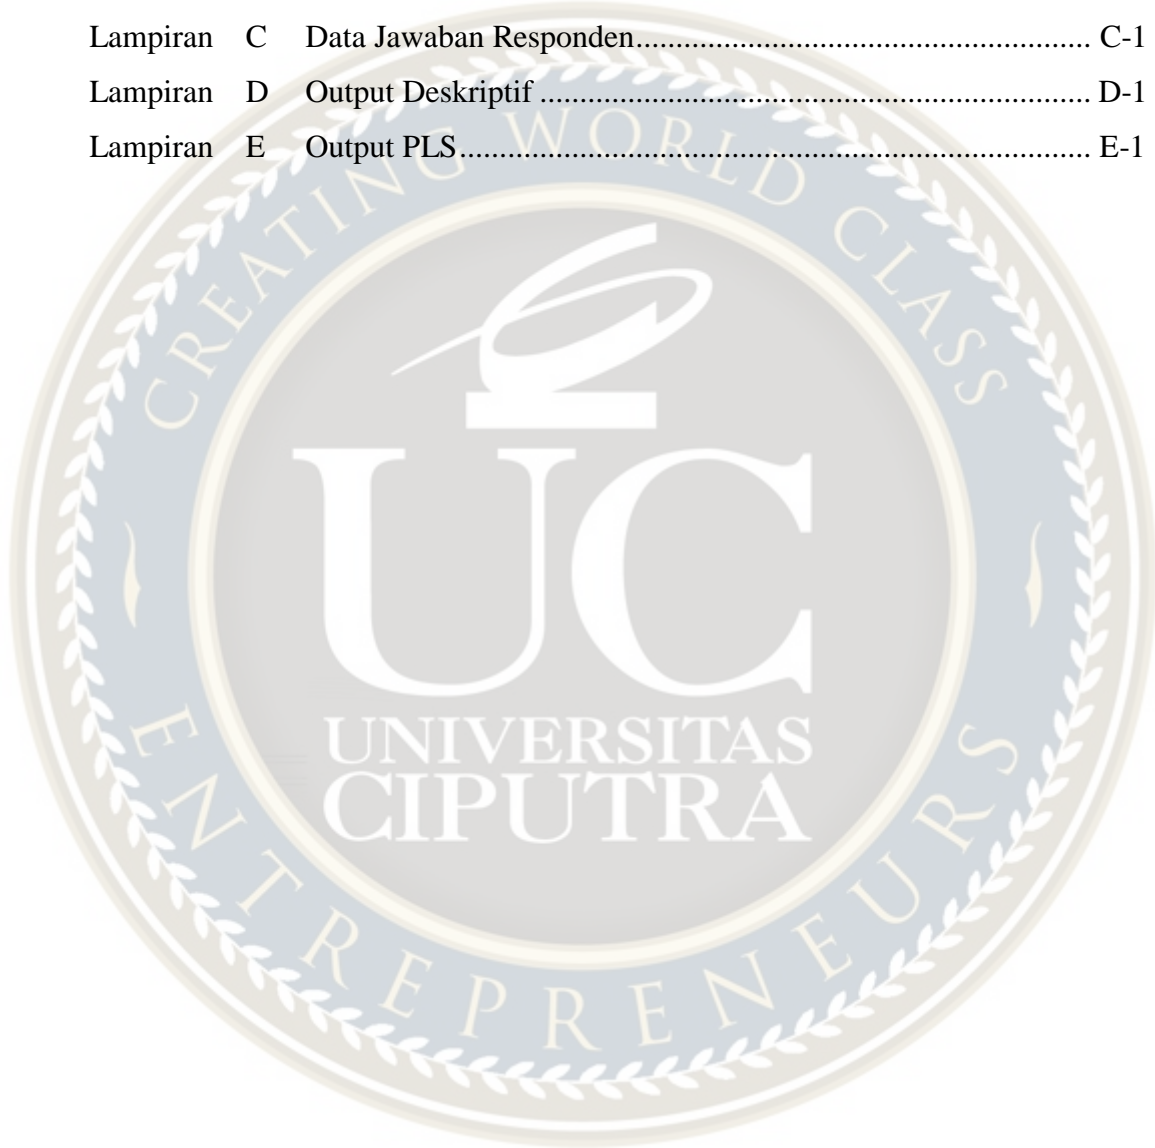 Lampiran C Data Jawaban Responden............................................................................................... C-1
Lampiran D Output Deskriptif ................................................................................................................... D-1
Lampiran E Output PLS.................................................................................................................................... E-1
CREATING WORLD CLASS
UC
UNIVERSITAS
CIPUTRA
ENTREPRENEURS